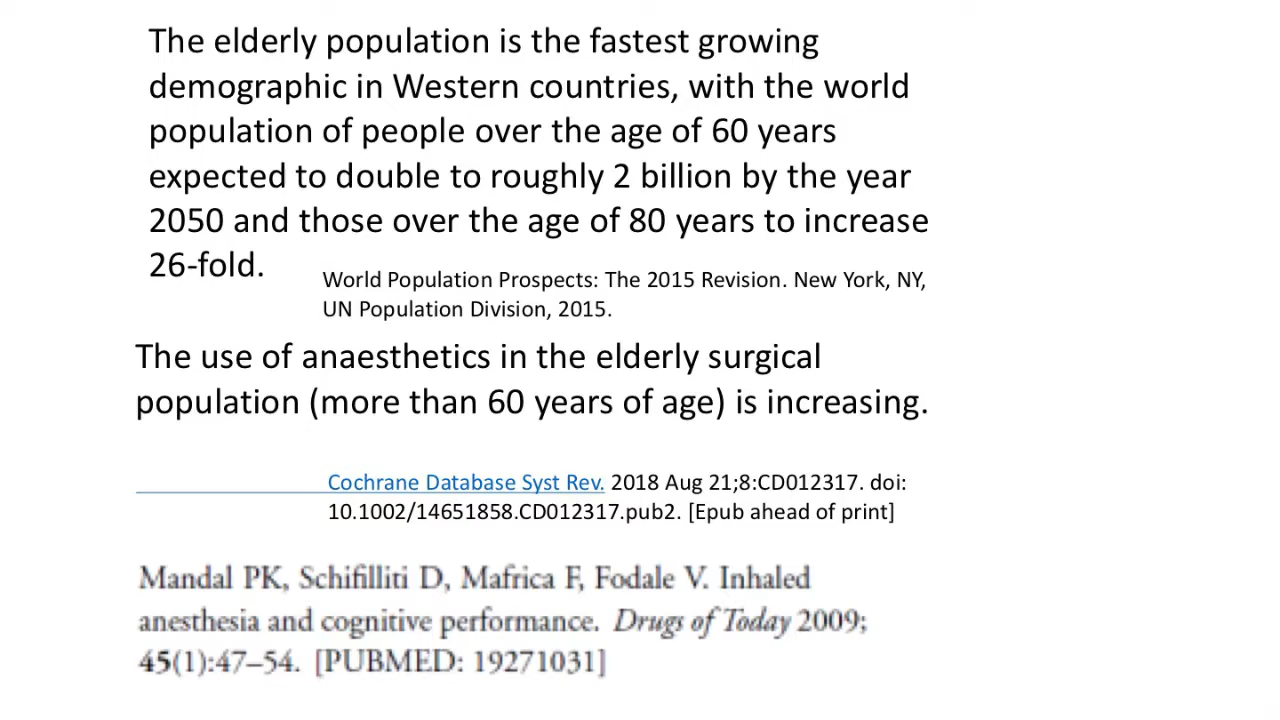 The elderly population is the fastest growing
demographic in Western countries, with the world
population of people over the age of 60 years
expected to double to roughly 2 billion by the year
2050 and those over the age of 80 years to increase
26-fold.
World Population Prospects: The 2015 Revision. New York, NY,
UN Population Division, 2015.
The use of anaesthetics in the elderly surgical
population (more than 60 years of age) is increasing.
Cochrane Database Syst Rev. 2018 Aug 21;8:CD012317. doi:
10.1002/14651858.CD012317.pub2. [Epub ahead of print]
Mandal PK, Schifilliti D, Mafrica F, Fodale V. Inhaled
anesthesia and cognitive performance. Drugs of Today 2009;
45(1):47–54. [PUBMED: 19271031]